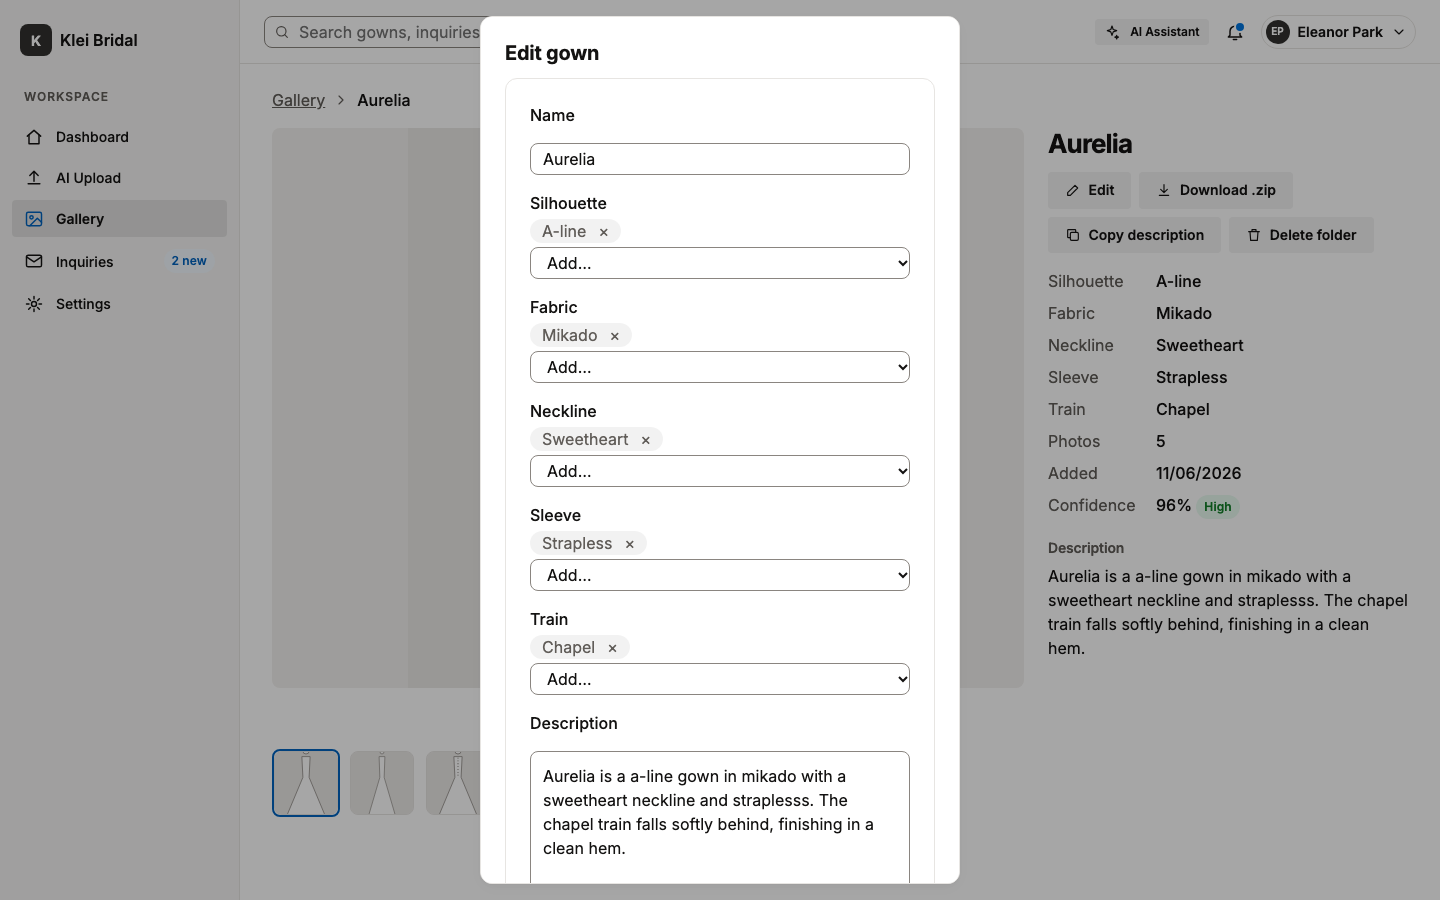 K
Klei Bridal
WORKSPACE
Dashboard
AI Upload
Gallery
Inquiries
2 new
Settings
Search gowns, inquiries
AI Assistant
EP
Eleanor Park
Gallery
Aurelia
Edit gown
Name
Aurelia
Silhouette
A-line ×
Add...
Fabric
Mikado ×
Add...
Neckline
Sweetheart ×
Add...
Sleeve
Strapless ×
Add...
Train
Chapel ×
Add...
Description
Aurelia is a a-line gown in mikado with a
sweetheart neckline and straplesss. The
chapel train falls softly behind, finishing in a
clean hem.
Aurelia
Edit
Download .zip
Copy description
Delete folder
Silhouette A-line
Fabric Mikado
Neckline Sweetheart
Sleeve Strapless
Train Chapel
Photos 5
Added 11/06/2026
Confidence 96% High
Description
Aurelia is a a-line gown in mikado with a
sweetheart neckline and straplesss. The chapel
train falls softly behind, finishing in a clean
hem.